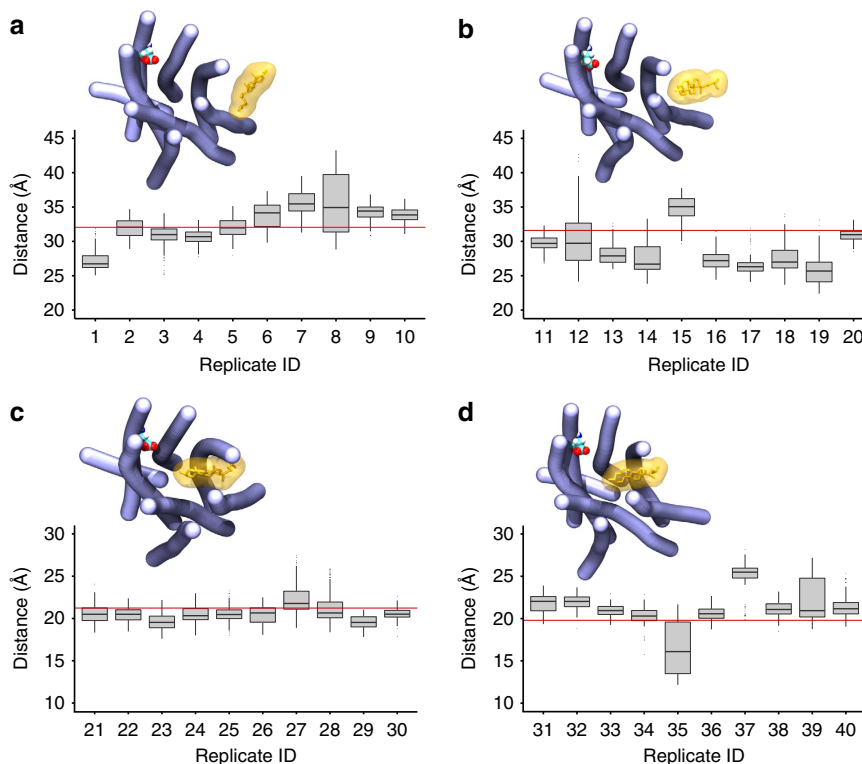 a
45
40
35
30
25
20
Distance (Å)
1 2 3 4 5 6 7 8 9 10
Replicate ID
b
45
40
35
30
25
20
Distance (Å)
11 12 13 14 15 16 17 18 19 20
Replicate ID
c
30
25
20
15
10
Distance (Å)
21 22 23 24 25 26 27 28 29 30
Replicate ID
d
30
25
20
15
10
Distance (Å)
31 32 33 34 35 36 37 38 39 40
Replicate ID